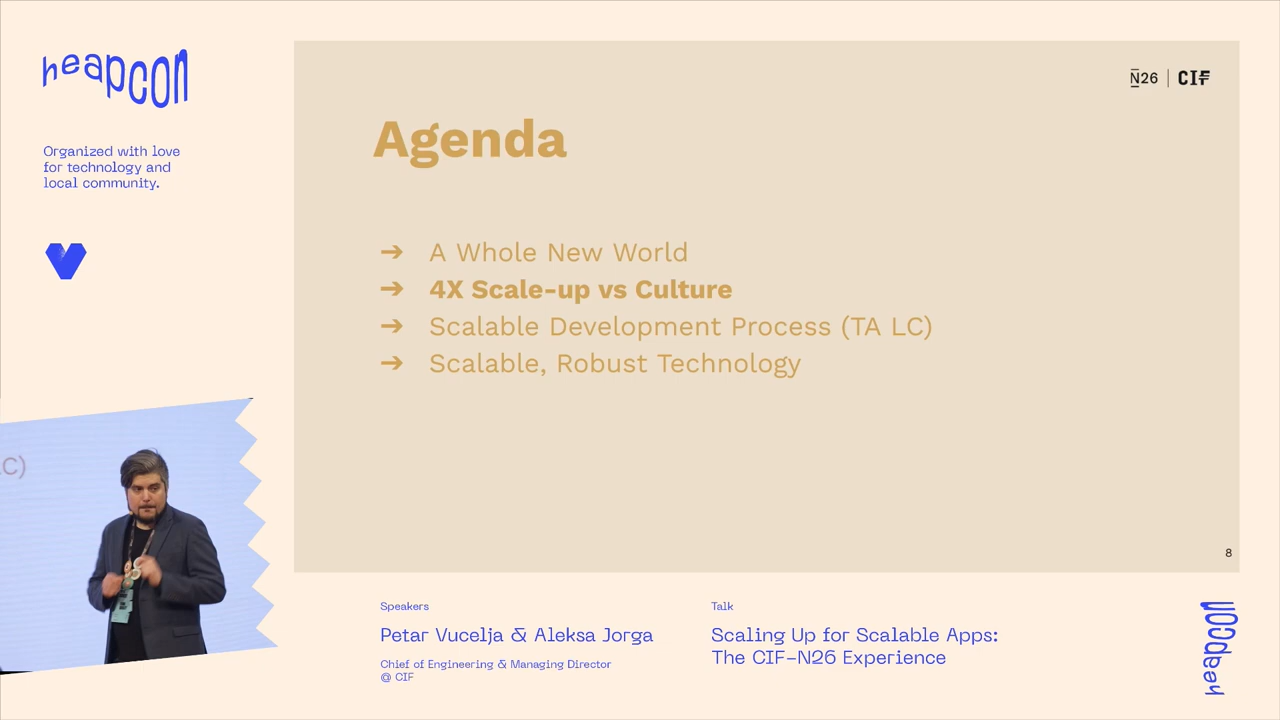 heapcon
Organized with love
for technology and
local community.
N26 | CIF
Agenda
➔ A Whole New World
➔ 4X Scale-up vs Culture
➔ Scalable Development Process (TA LC)
➔ Scalable, Robust Technology
C)
8
Speakers
Petar Vucelja & Aleksa Jorga
Chief of Engineering & Managing Director
@ CIF
Talk
Scaling Up for Scalable Apps:
The CIF-N26 Experience
heapcon